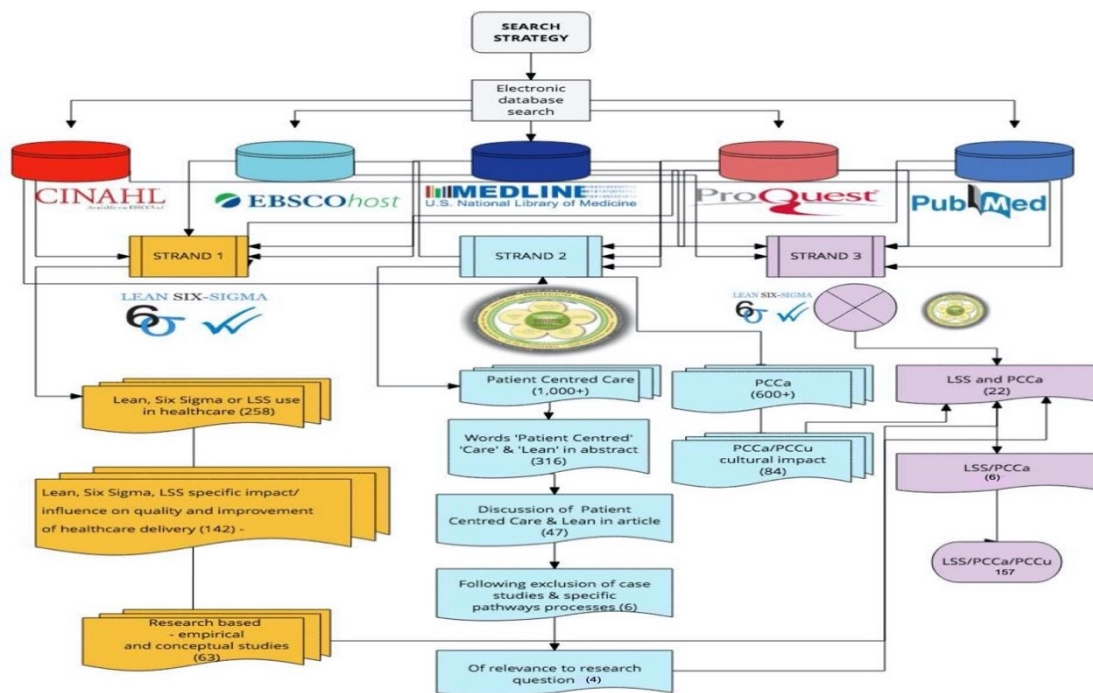 SEARCH
STRATEGY
Electronic
database
search
CINAHL
EBSCOhost
MEDLINE
U.S. National Library of Medicine
ProQuest
PubMed
STRAND 1
STRAND 2
STRAND 3
LEAN SIX-SIGMA
6σ
LEAN SIX-SIGMA
6σ
Lean, Six Sigma or LSS use
in healthcare (258)
Lean, Six Sigma, LSS specific impact/
influence on quality and improvement
of healthcare delivery (142) -
Research based
- empirical
and conceptual studies
(63)
Patient Centred Care
(1,000+)
Words 'Patient Centred'
'Care' & 'Lean' in abstract
(316)
Discussion of Patient
Centred Care & Lean in article
(47)
Following exclusion of case
studies & specific
pathways processes (6)
Of relevance to research
question (4)
PCCa
(600+)
PCCa/PCCu
cultural impact
(84)
LSS and PCCa
(22)
LSS/PCCa
(6)
LSS/PCCa/PCCu
157